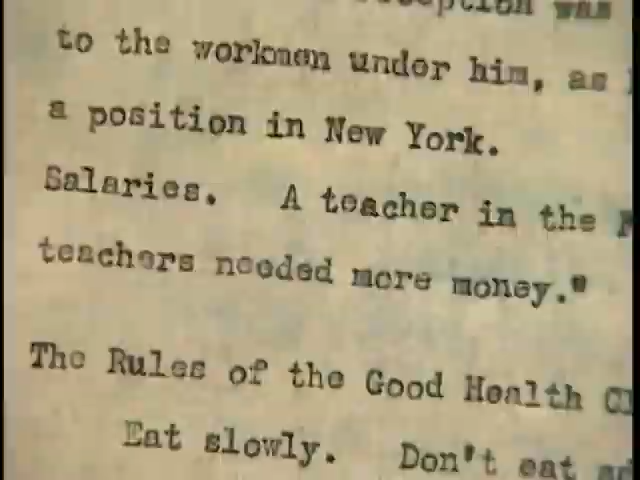 was
to the workmen under him, as
a position in New York.
Salaries. A teacher in the
teachers needed more money."
The Rules of the Good Health
Eat slowly. Don't eat